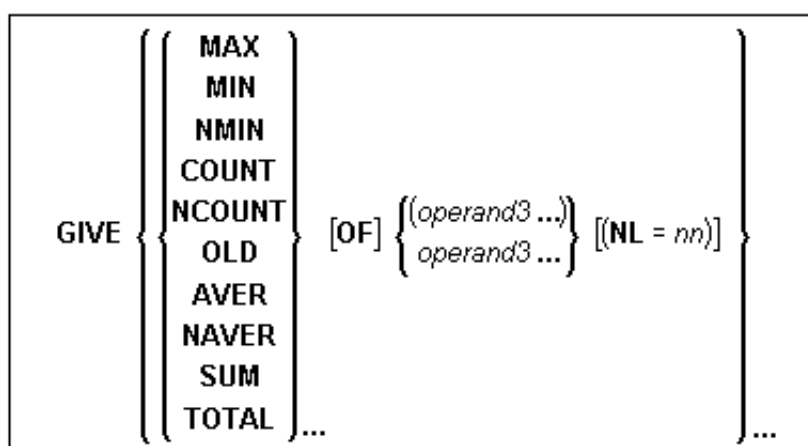 MAX
MIN
NMIN
COUNT
NCOUNT
OLD
AVER
NAVER
SUM
TOTAL ...
GIVE
[OF]
(operand3 ...)
operand3 ...
[(NL = nn)]
...